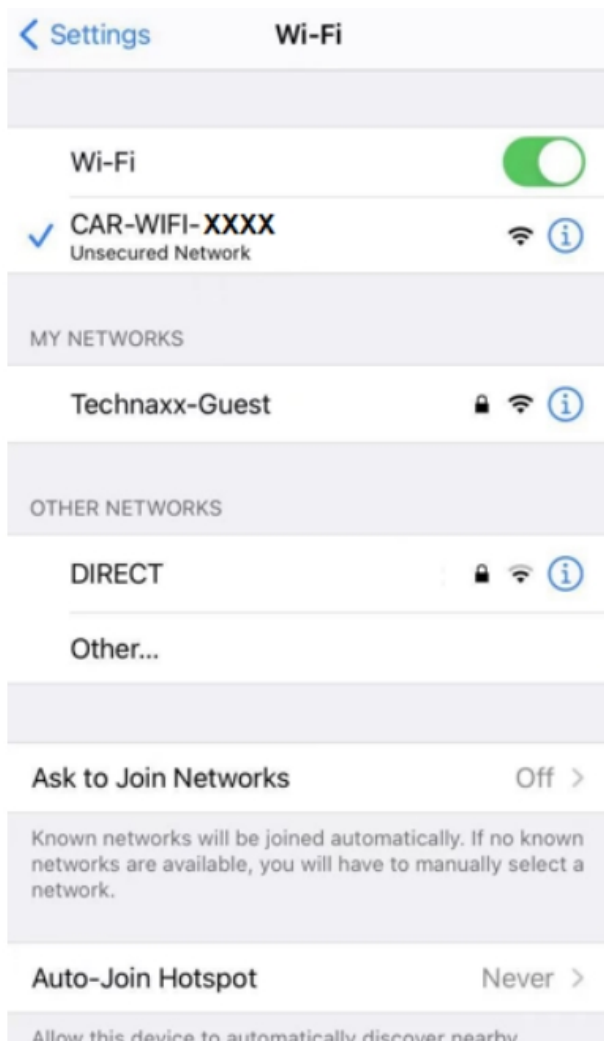 Settings
Wi-Fi
Wi-Fi
CAR-WIFI-XXXX
Unsecured Network
MY NETWORKS
Technaxx-Guest
OTHER NETWORKS
DIRECT
Other...
Ask to Join Networks Off
Known networks will be joined automatically. If no known
networks are available, you will have to manually select a
network.
Auto-Join Hotspot Never
Allow this device to automatically discover nearby